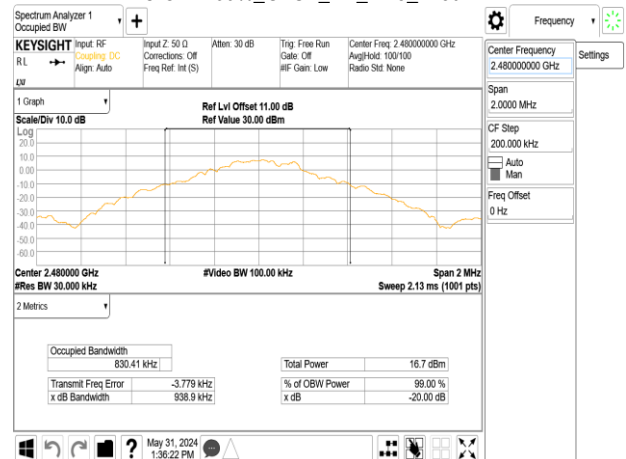 Spectrum Analyzer 1
Occupied BW
Frequency
KEYSIGHT
RL
Input: RF
Coupling: DC
Align: Auto
Input Z: 50 Ω
Corrections: Off
Freq Ref: Int (S)
Atten: 30 dB
Trig: Free Run
Gate: Off
#IF Gain: Low
Center Freq: 2.480000000 GHz
Avg|Hold: 100/100
Radio Std: None
Center Frequency
2.480000000 GHz
Settings
Span
2.0000 MHz
CF Step
200.000 kHz
Auto
Man
Freq Offset
0 Hz
1 Graph
Scale/Div 10.0 dB
Ref Lvl Offset 11.00 dB
Ref Value 30.00 dBm
Log
20.0
10.0
0.00
-10.0
-20.0
-30.0
-40.0
-50.0
-60.0
Center 2.480000 GHz
#Res BW 30.000 kHz
#Video BW 100.00 kHz
Span 2 MHz
Sweep 2.13 ms (1001 pts)
2 Metrics
Occupied Bandwidth
830.41 kHz
Total Power 16.7 dBm
Transmit Freq Error -3.779 kHz
% of OBW Power 99.00 %
x dB Bandwidth 938.9 kHz
x dB -20.00 dB
?
May 31, 2024
1:36:22 PM